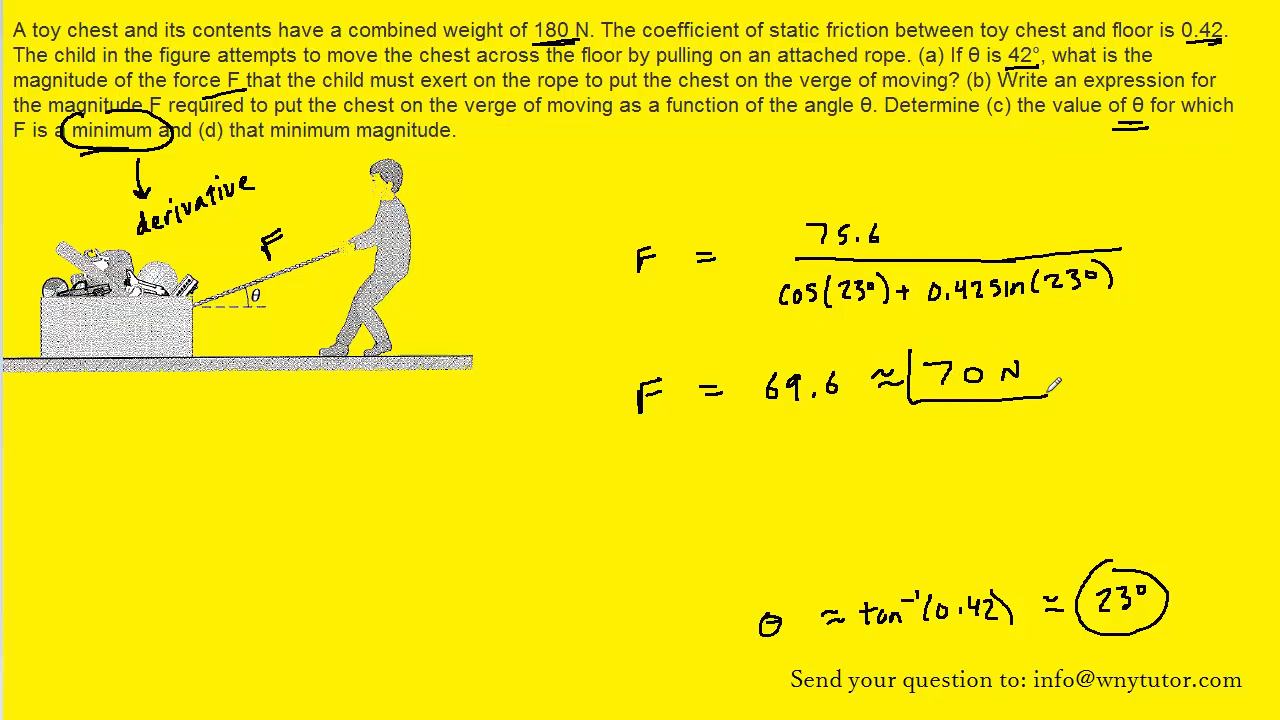 A toy chest and its contents have a combined weight of 180 N. The coefficient of static friction between toy chest and floor is 0.42.
The child in the figure attempts to move the chest across the floor by pulling on an attached rope. (a) If θ is 42°, what is the
magnitude of the force F that the child must exert on the rope to put the chest on the verge of moving? (b) Write an expression for
the magnitude F required to put the chest on the verge of moving as a function of the angle θ. Determine (c) the value of θ for which
F is a minimum and (d) that minimum magnitude.
derivative
F
θ
F = 75.6
cos(23°) + 0.42sin(23°)
F = 69.6 ≈ 70 N
θ ≈ tan⁻¹(0.42) ≈ 23°
Send your question to: info@wnytutor.com